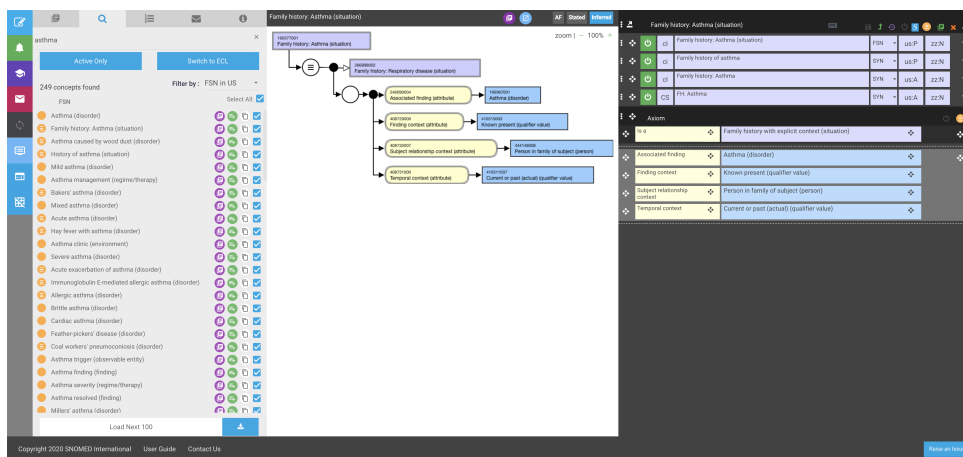 asthma
×
Active Only
Switch to ECL
249 concepts found
Filter by : FSN in US
FSN
Select All
Asthma (disorder)
Family history: Asthma (situation)
Asthma caused by wood dust (disorder)
History of asthma (situation)
Mild asthma (disorder)
Asthma management (regime/therapy)
Bakers' asthma (disorder)
Mixed asthma (disorder)
Acute asthma (disorder)
Hay fever with asthma (disorder)
Asthma clinic (environment)
Severe asthma (disorder)
Acute exacerbation of asthma (disorder)
Immunoglobulin E-mediated allergic asthma (disorder)
Allergic asthma (disorder)
Brittle asthma (disorder)
Cardiac asthma (disorder)
Feather-pickers' disease (disorder)
Coal workers' pneumoconiosis (disorder)
Asthma trigger (observable entity)
Asthma finding (finding)
Asthma severity (regime/therapy)
Asthma resolved (finding)
Millers' asthma (disorder)
Load Next 100
Family history: Asthma (situation)
AF Stated Inferred
zoom | − 100% +
Family history: Asthma (situation)
Family history: Respiratory disease (situation)
Associated finding (attribute)
Asthma (disorder)
Finding context (attribute)
Known present (qualifier value)
Subject relationship context (attribute)
Person in family of subject (person)
Temporal context (attribute)
Current or past (actual) (qualifier value)
Family history: Asthma (situation)
ci Family history: Asthma (situation) FSN us:P zz:N
ci Family history of asthma SYN us:P zz:N
ci Family history: Asthma SYN us:A zz:N
CS FH: Asthma SYN us:A zz:N
Axiom
Is a Family history with explicit context (situation)
Associated finding Asthma (disorder)
Finding context Known present (qualifier value)
Subject relationship context Person in family of subject (person)
Temporal context Current or past (actual) (qualifier value)
Copyright 2020 SNOMED International User Guide Contact Us
Raise an Issue